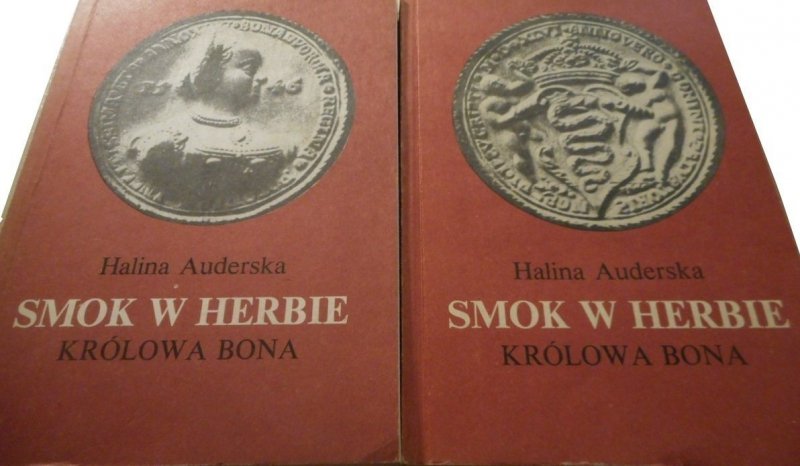 Halina Auderska
SMOK W HERBIE
KRÓLOWA BONA
Halina Auderska
SMOK W HERBIE
KRÓLOWA BONA